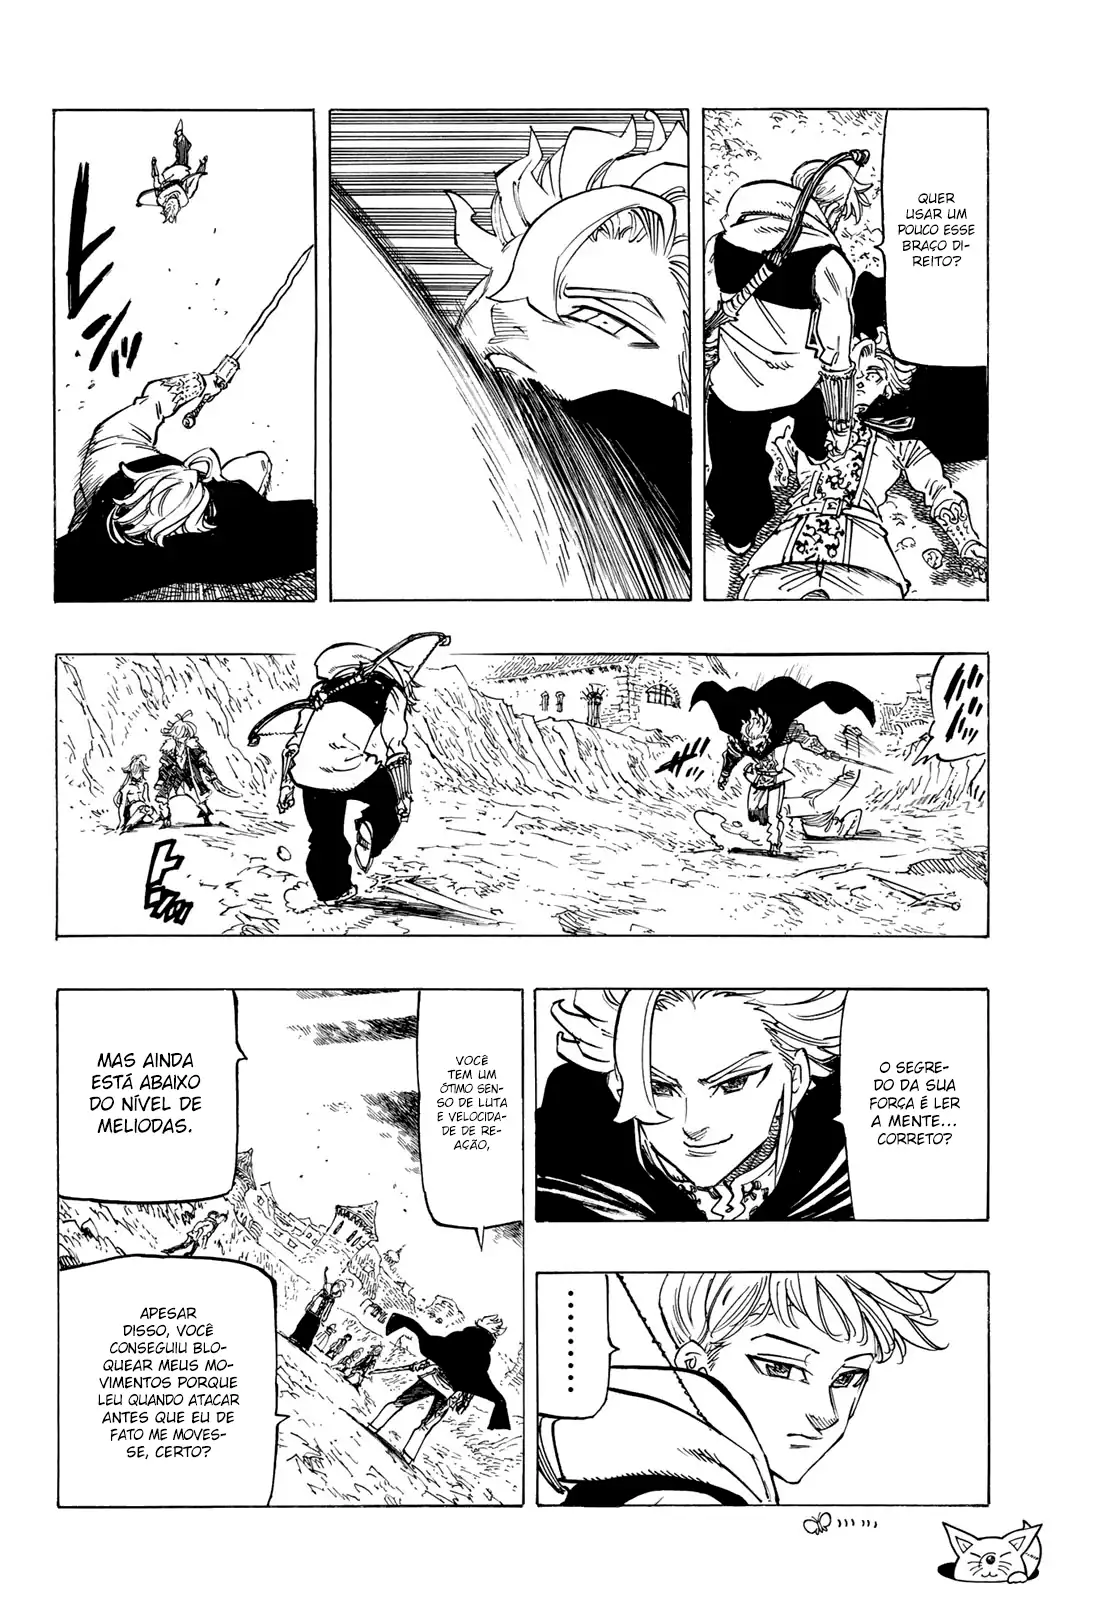 QUER
USAR UM
POUCO ESSE
BRAÇO DI-
REITO?
O SEGRE-
DO DA SUA
FORÇA É LER
A MENTE...
CORRETO?
VOCÊ
TEM UM
ÓTIMO SEN-
SO DE LUTA
E VELOCIDA-
DE DE RE-
AÇÃO,
MAS AINDA
ESTÁ ABAIXO
DO NÍVEL DE
MELIODAS.
APESAR
DISSO, VOCÊ
CONSEGUIU BLO-
QUEAR MEUS MO-
VIMENTOS PORQUE
LEU QUANDO ATACAR
ANTES QUE EU DE
FATO ME MOVES-
SE, CERTO?